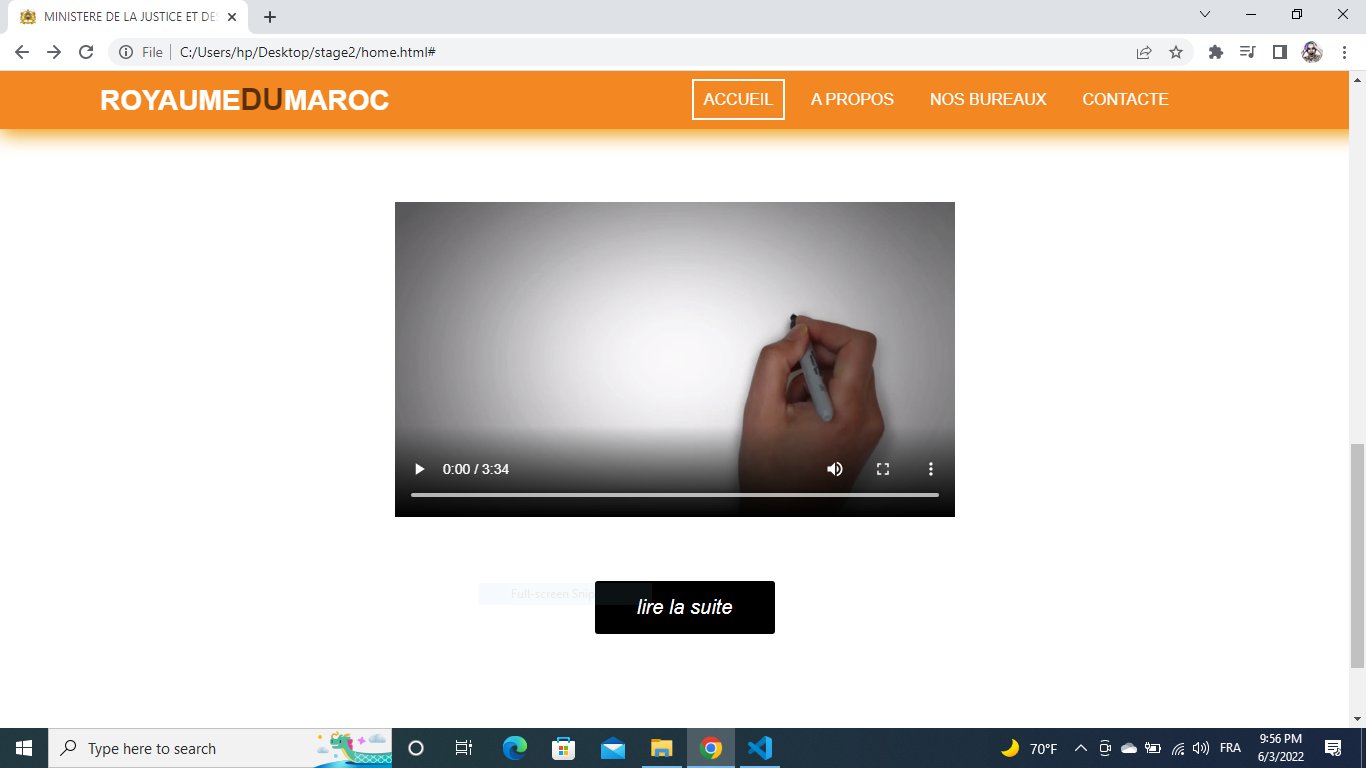 MINISTERE DE LA JUSTICE ET DES
File
C:/Users/hp/Desktop/stage2/home.html#
ROYAUMEDUMAROC
ACCUEIL
A PROPOS
NOS BUREAUX
CONTACTE
0:00 / 3:34
Full-screen Snip
lire la suite
Type here to search
70°F
FRA
9:56 PM
6/3/2022